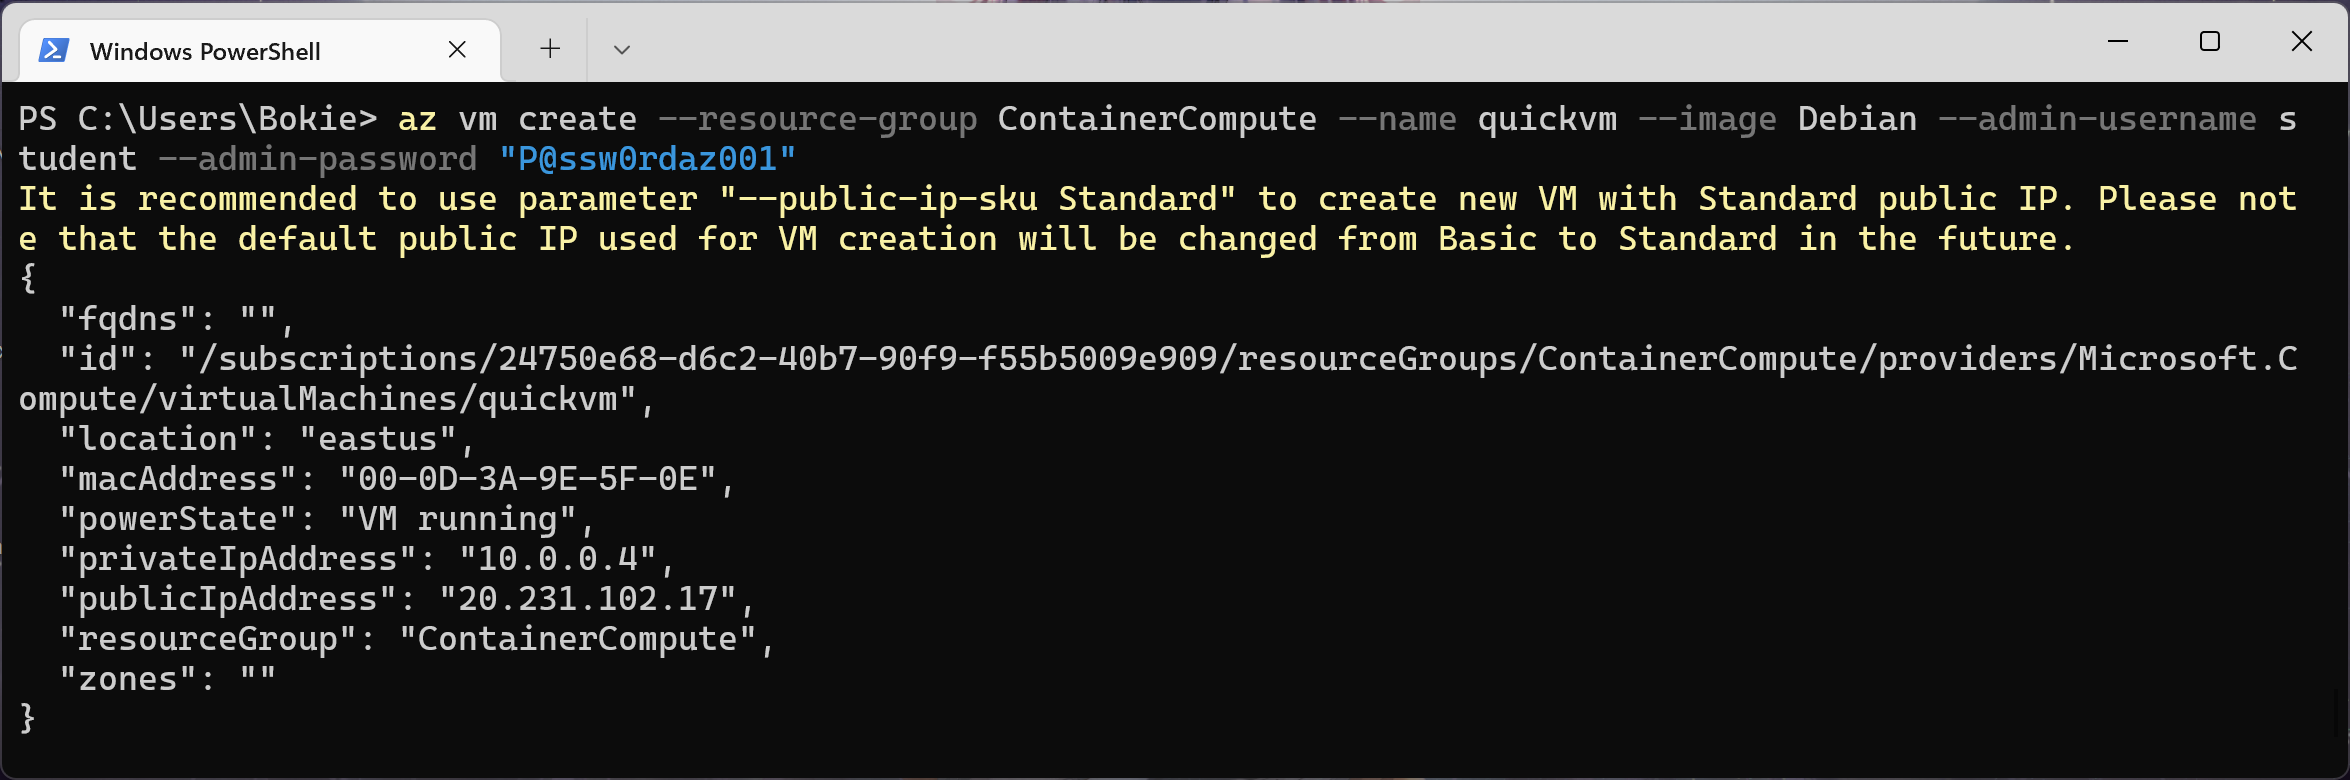 Windows PowerShell
PS C:\Users\Bokie> az vm create --resource-group ContainerCompute --name quickvm --image Debian --admin-username s
tudent --admin-password "P@ssw0rdaz001"
It is recommended to use parameter "--public-ip-sku Standard" to create new VM with Standard public IP. Please not
e that the default public IP used for VM creation will be changed from Basic to Standard in the future.
{
  "fqdns": "",
  "id": "/subscriptions/24750e68-d6c2-40b7-90f9-f55b5009e909/resourceGroups/ContainerCompute/providers/Microsoft.C
ompute/virtualMachines/quickvm",
  "location": "eastus",
  "macAddress": "00-0D-3A-9E-5F-0E",
  "powerState": "VM running",
  "privateIpAddress": "10.0.0.4",
  "publicIpAddress": "20.231.102.17",
  "resourceGroup": "ContainerCompute",
  "zones": ""
}